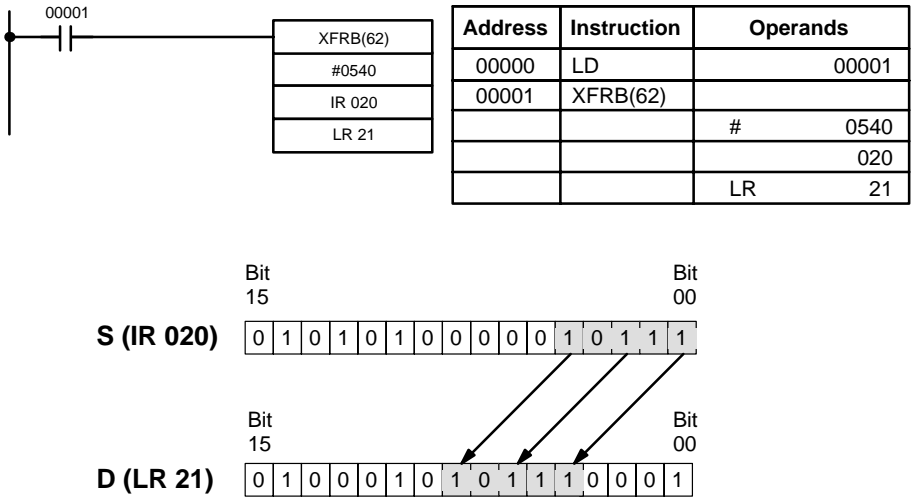 00001
XFRB(62)
#0540
IR 020
LR 21
Address Instruction Operands
00000 LD 00001
00001 XFRB(62)
# 0540
020
LR 21
Bit 15 Bit 00
S (IR 020) 0 1 0 1 0 1 0 0 0 0 0 1 0 1 1 1
Bit 15 Bit 00
D (LR 21) 0 1 0 0 0 1 0 1 0 1 1 1 0 0 0 1